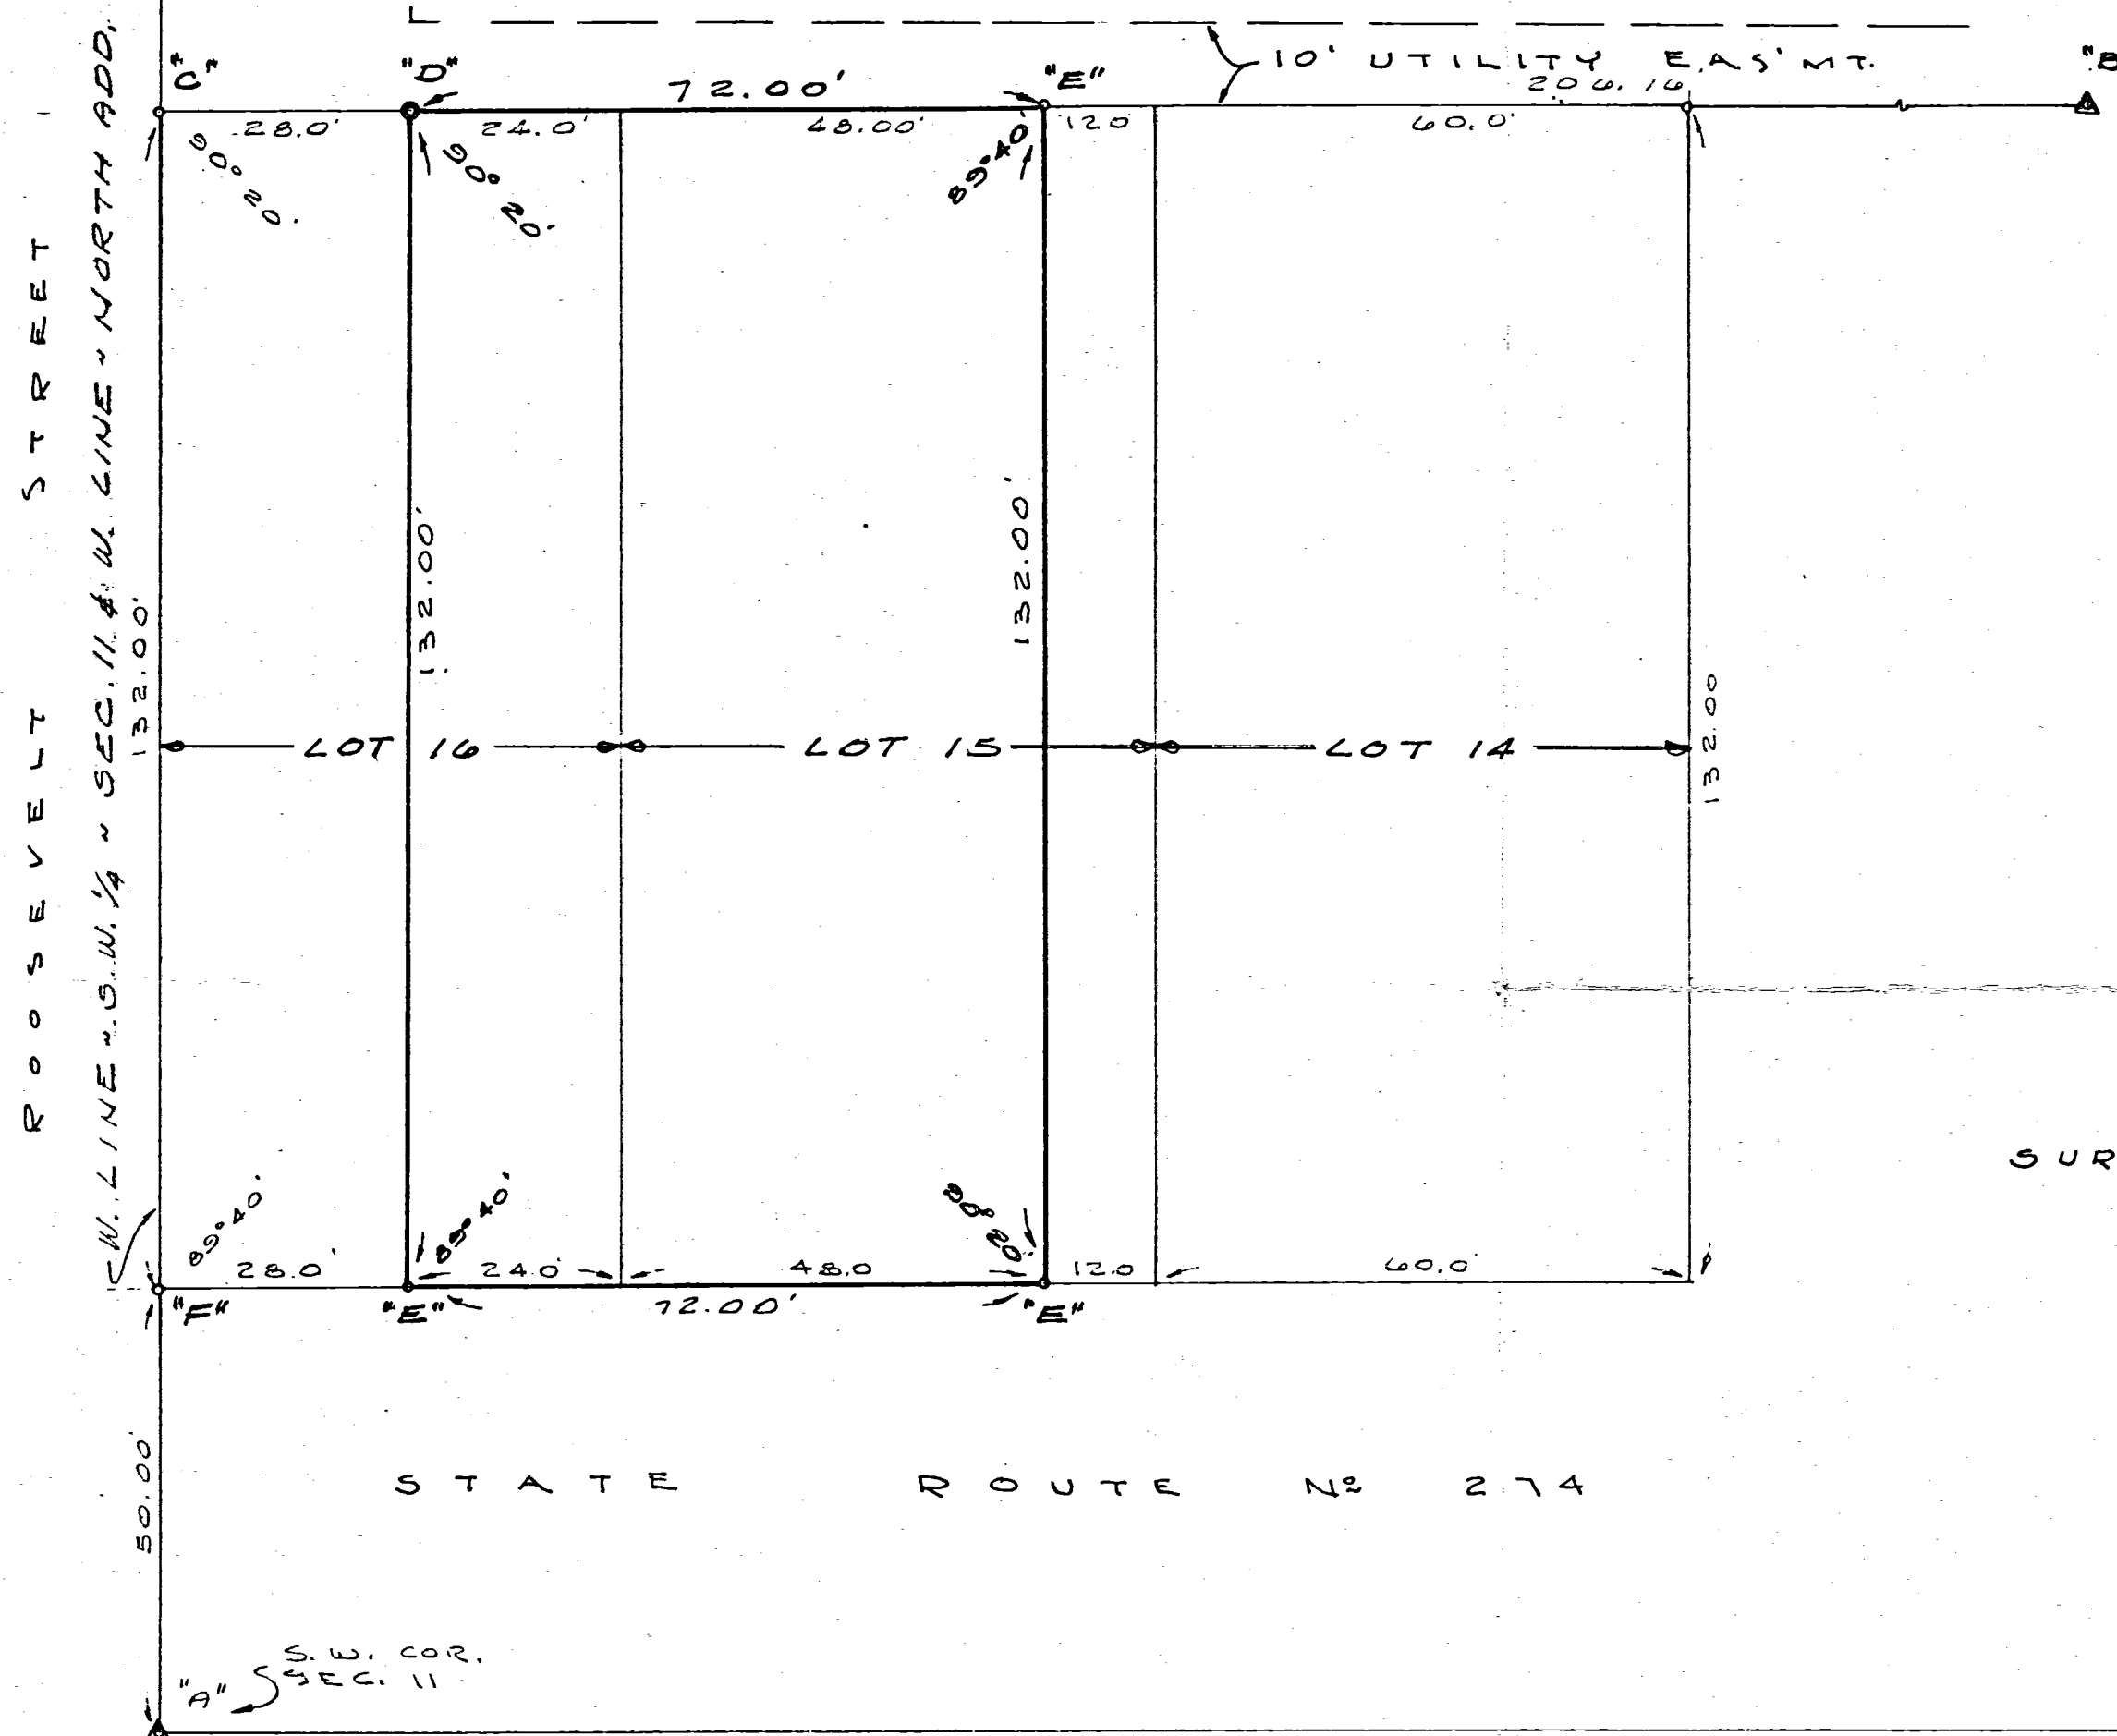 10' UTILITY EAS'MT.
"C"
"D"
72.00'
"E"
206.16
28.0'
24.0'
48.00'
12.0
60.0'
90° 20'
90° 20'
89° 40'
ROOSEVELT STREET
W. LINE ~ S.W. 1/4 ~ SEC. 11 & W. LINE ~ NORTH ADD.
132.00'
132.00'
132.00'
132.00
LOT 16
LOT 15
LOT 14
SUR
89° 40'
89° 40'
90° 20'
28.0'
24.0'
48.0
12.0
60.0'
"F"
"E"
72.00'
"E"
50.00'
STATE ROUTE Nº 274
S.W. COR.
SEC. 11
"A"